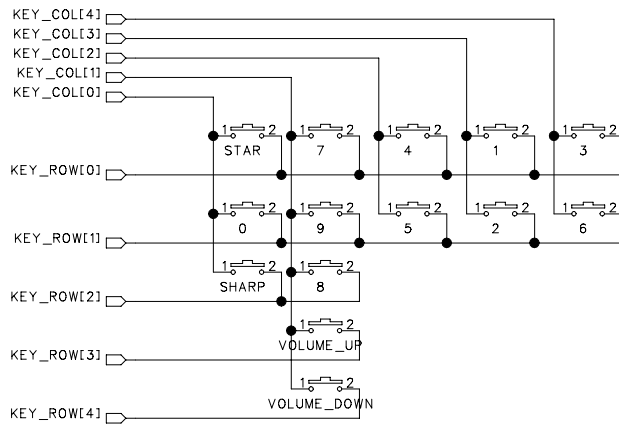 KEY_COL[4]
KEY_COL[3]
KEY_COL[2]
KEY_COL[1]
KEY_COL[0]
1 2 1 2 1 2 1 2 1 2
STAR 7 4 1 3
KEY_ROW[0]
1 2 1 2 1 2 1 2 1 2
0 9 5 2 6
KEY_ROW[1]
1 2 1 2
SHARP 8
KEY_ROW[2]
1 2
VOLUME_UP
KEY_ROW[3]
1 2
VOLUME_DOWN
KEY_ROW[4]